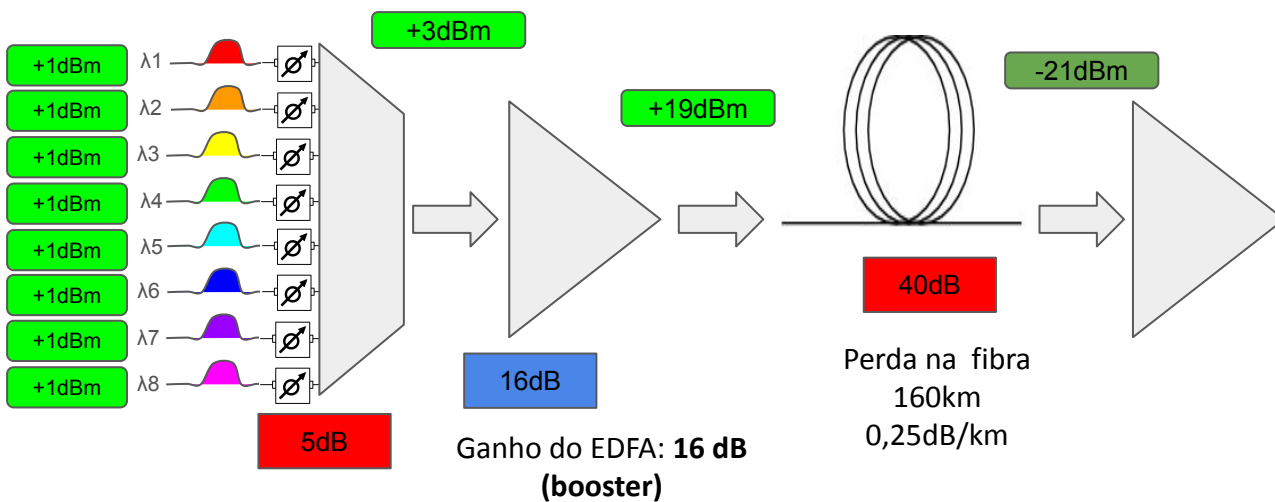 +3dBm
+1dBm λ1
-21dBm
+1dBm λ2
+19dBm
+1dBm λ3
+1dBm λ4
+1dBm λ5
+1dBm λ6
40dB
+1dBm λ7
+1dBm λ8
16dB
5dB
Perda na fibra
160km
0,25dB/km
Ganho do EDFA: 16 dB
(booster)